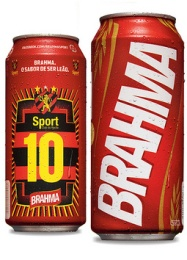 BRAHMA,
O SABOR DE SER LEÃO.
Sport
10
BRAHMA
BRAHMA